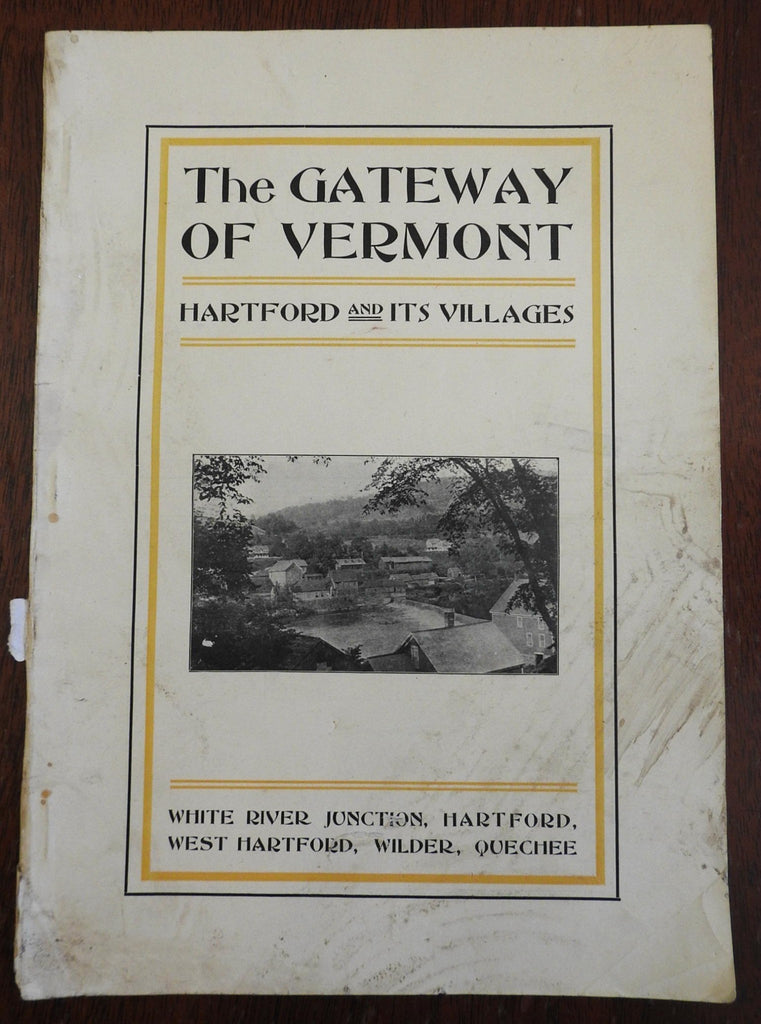 The GATEWAY
OF VERMONT
HARTFORD AND ITS VILLAGES
WHITE RIVER JUNCTION, HARTFORD,
WEST HARTFORD, WILDER, QUECHEE